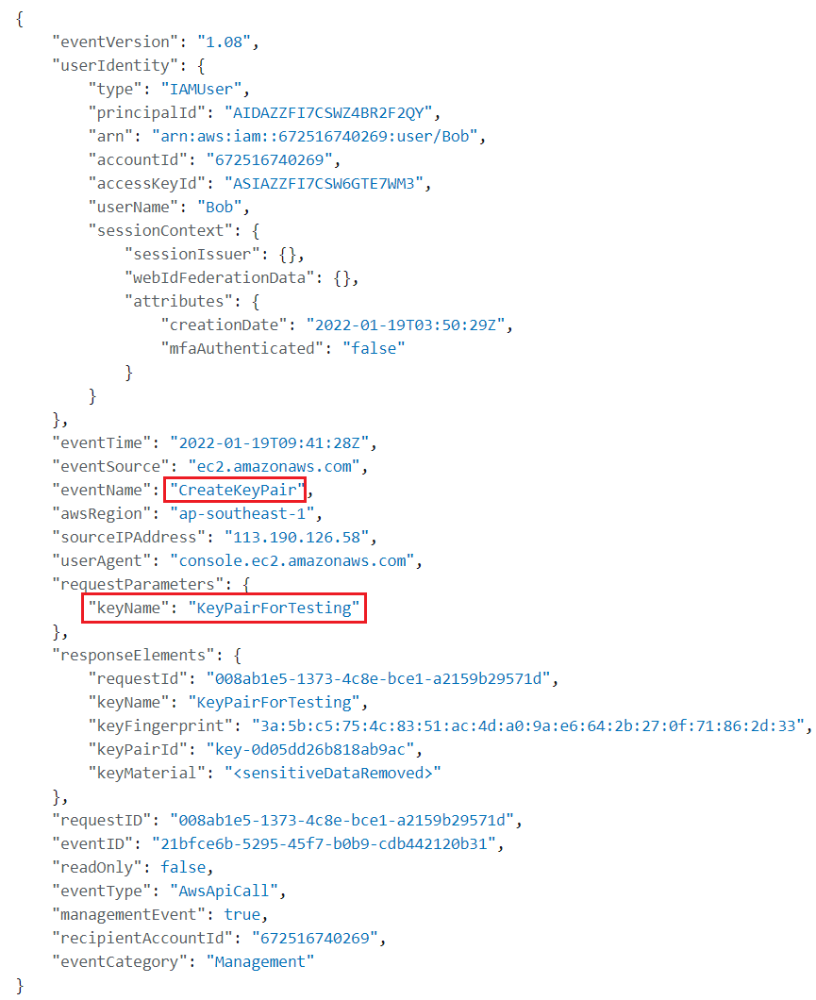 {
    "eventVersion": "1.08",
    "userIdentity": {
        "type": "IAMUser",
        "principalId": "AIDAZZFI7CSWZ4BR2F2QY",
        "arn": "arn:aws:iam::672516740269:user/Bob",
        "accountId": "672516740269",
        "accessKeyId": "ASIAZZFI7CSW6GTE7WM3",
        "userName": "Bob",
        "sessionContext": {
            "sessionIssuer": {},
            "webIdFederationData": {},
            "attributes": {
                "creationDate": "2022-01-19T03:50:29Z",
                "mfaAuthenticated": "false"
            }
        }
    },
    "eventTime": "2022-01-19T09:41:28Z",
    "eventSource": "ec2.amazonaws.com",
    "eventName": "CreateKeyPair",
    "awsRegion": "ap-southeast-1",
    "sourceIPAddress": "113.190.126.58",
    "userAgent": "console.ec2.amazonaws.com",
    "requestParameters": {
        "keyName": "KeyPairForTesting"
    },
    "responseElements": {
        "requestId": "008ab1e5-1373-4c8e-bce1-a2159b29571d",
        "keyName": "KeyPairForTesting",
        "keyFingerprint": "3a:5b:c5:75:4c:83:51:ac:4d:a0:9a:e6:64:2b:27:0f:71:86:2d:33",
        "keyPairId": "key-0d05dd26b818ab9ac",
        "keyMaterial": "<sensitiveDataRemoved>"
    },
    "requestID": "008ab1e5-1373-4c8e-bce1-a2159b29571d",
    "eventID": "21bfce6b-5295-45f7-b0b9-cdb442120b31",
    "readOnly": false,
    "eventType": "AwsApiCall",
    "managementEvent": true,
    "recipientAccountId": "672516740269",
    "eventCategory": "Management"
}